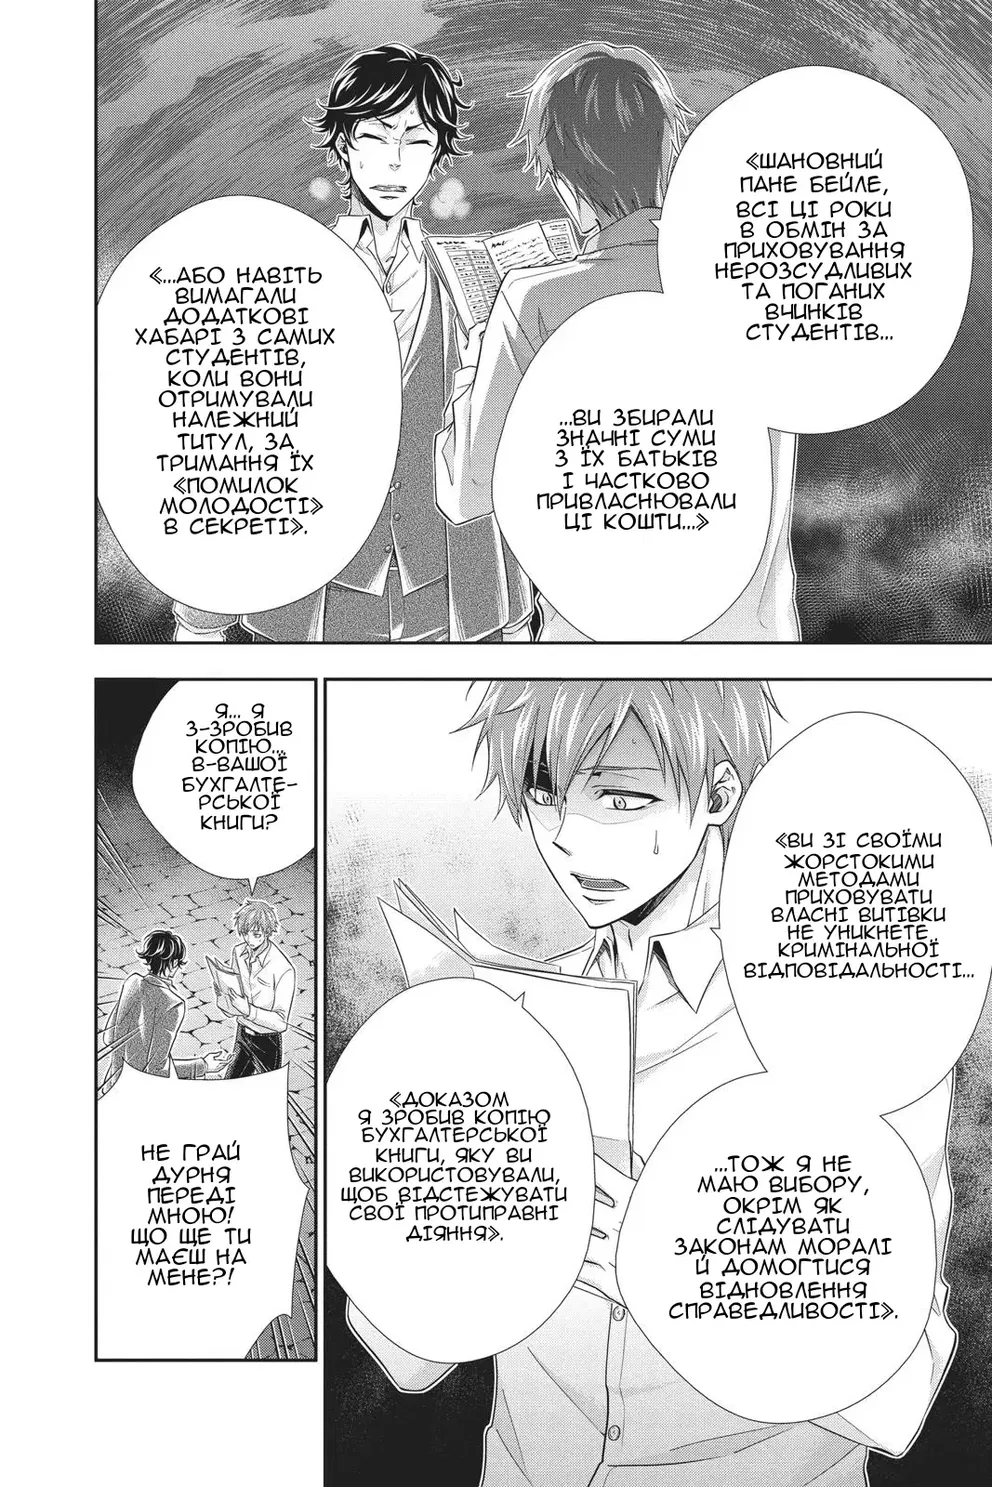 《ШАНОВНИЙ
ПАНЕ БЕЙЛЕ,
ВСІ ЦІ РОКИ
В ОБМІН ЗА
ПРИХОВУВАННЯ
НЕРОЗСУДЛИВИХ
ТА ПОГАНИХ
ВЧИНКІВ
СТУДЕНТІВ...
...ВИ ЗБИРАЛИ
ЗНАЧНІ СУМИ
З ЇХ БАТЬКІВ
І ЧАСТКОВО
ПРИВЛАСНЮВАЛИ
ЦІ КОШТИ...》
《...АБО НАВІТЬ
ВИМАГАЛИ
ДОДАТКОВІ
ХАБАРІ З САМИХ
СТУДЕНТІВ,
КОЛИ ВОНИ
ОТРИМУВАЛИ
НАЛЕЖНИЙ
ТИТУЛ, ЗА
ТРИМАННЯ ЇХ
《ПОМИЛОК
МОЛОДОСТІ》
В СЕКРЕТІ》.
《ВИ ЗІ СВОЇМИ
ЖОРСТОКИМИ
МЕТОДАМИ
ПРИХОВУВАТИ
ВЛАСНІ ВИТІВКИ
НЕ УНИКНЕТЕ
КРИМІНАЛЬНОЇ
ВІДПОВІДАЛЬНОСТІ...
...ТОЖ Я НЕ
МАЮ ВИБОРУ,
ОКРІМ ЯК
СЛІДУВАТИ
ЗАКОНАМ МОРАЛІ
Й ДОМОГТИСЯ
ВІДНОВЛЕННЯ
СПРАВЕДЛИВОСТІ》.
《ДОКАЗОМ
Я ЗРОБИВ КОПІЮ
БУХГАЛТЕРСЬКОЇ
КНИГИ, ЯКУ ВИ
ВИКОРИСТОВУВАЛИ,
ЩОБ ВІДСТЕЖУВАТИ
СВОЇ ПРОТИПРАВНІ
ДІЯННЯ》.
Я... Я
З-ЗРОБИВ
КОПІЮ...
В-ВАШОЇ
БУХГАЛТЕ-
РСЬКОЇ
КНИГИ?
НЕ ГРАЙ
ДУРНЯ
ПЕРЕДІ
МНОЮ!
ЩО ЩЕ ТИ
МАЄШ НА
МЕНЕ?!